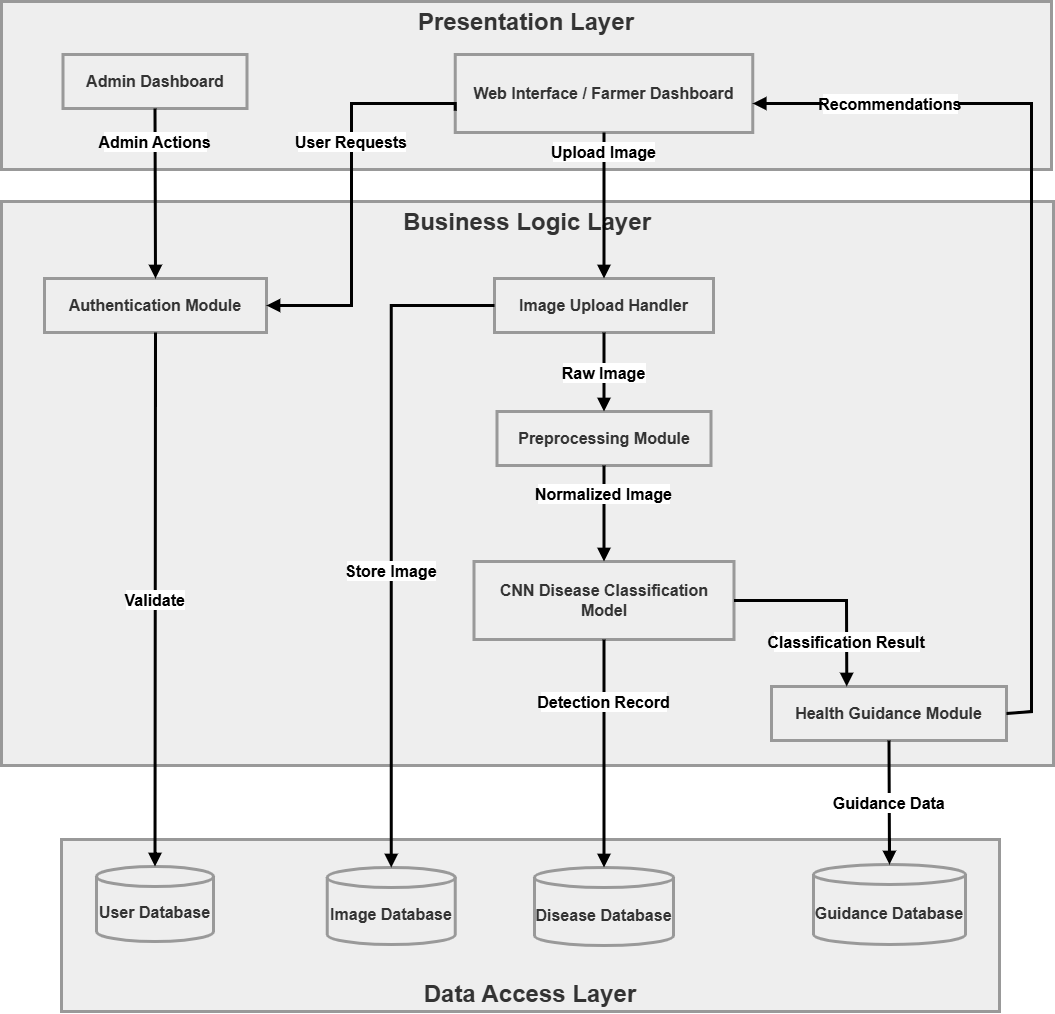 Presentation Layer
Admin Dashboard
Web Interface / Farmer Dashboard
Recommendations
Admin Actions
User Requests
Upload Image
Business Logic Layer
Authentication Module
Image Upload Handler
Raw Image
Preprocessing Module
Normalized Image
Store Image
CNN Disease Classification
Model
Validate
Classification Result
Detection Record
Health Guidance Module
Guidance Data
User Database
Image Database
Disease Database
Guidance Database
Data Access Layer